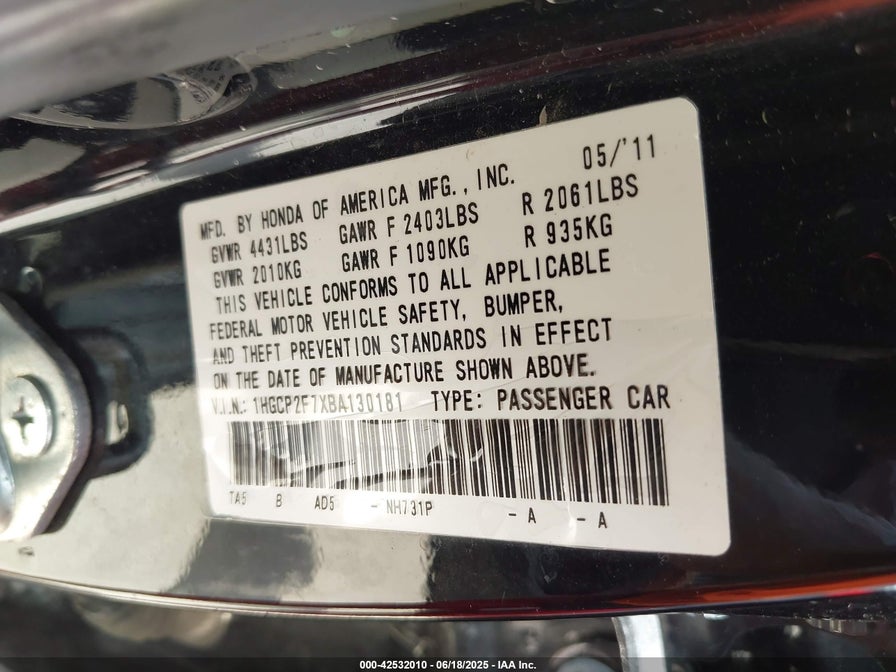 05/'11
MFD. BY HONDA OF AMERICA MFG., INC.
GVWR 4431LBS GAWR F 2403LBS R 2061LBS
GVWR 2010KG GAWR F 1090KG R 935KG
THIS VEHICLE CONFORMS TO ALL APPLICABLE
FEDERAL MOTOR VEHICLE SAFETY, BUMPER,
AND THEFT PREVENTION STANDARDS IN EFFECT
ON THE DATE OF MANUFACTURE SHOWN ABOVE.
V.I.N.: 1HGCP2F7XBA130181 TYPE: PASSENGER CAR
TA5 B AD5 - NH731P - A - A
000-42532010 - 06/18/2025 - IAA Inc.